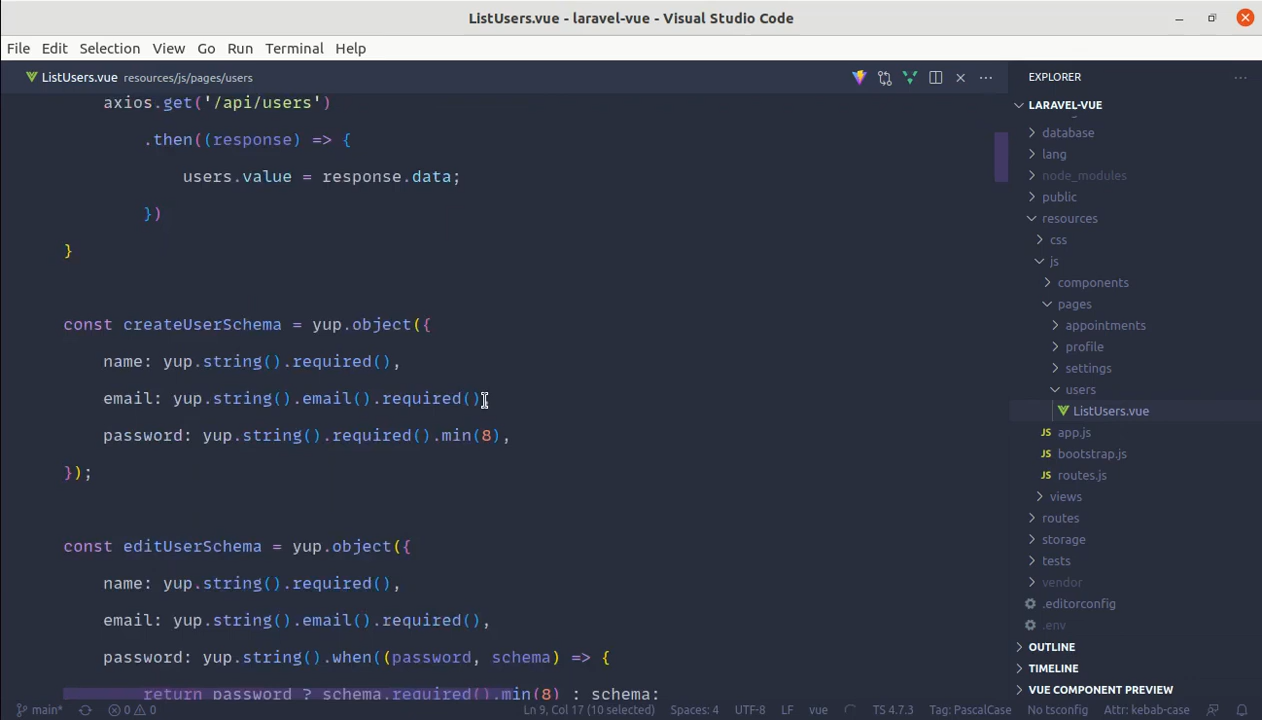 ListUsers.vue - laravel-vue - Visual Studio Code
File Edit Selection View Go Run Terminal Help
ListUsers.vue resources/js/pages/users
axios.get('/api/users')
.then((response) => {
users.value = response.data;
})
}
const createUserSchema = yup.object({
name: yup.string().required(),
email: yup.string().email().required(),
password: yup.string().required().min(8),
});
const editUserSchema = yup.object({
name: yup.string().required(),
email: yup.string().email().required(),
password: yup.string().when((password, schema) => {
return password ? schema.required().min(8) : schema;
EXPLORER
LARAVEL-VUE
database
lang
node_modules
public
resources
css
js
components
pages
appointments
profile
settings
users
ListUsers.vue
JS app.js
JS bootstrap.js
JS routes.js
views
routes
storage
tests
vendor
.editorconfig
.env
OUTLINE
TIMELINE
VUE COMPONENT PREVIEW
main* 0 0 Ln 9, Col 17 (10 selected) Spaces: 4 UTF-8 LF vue TS 4.7.3 Tag: PascalCase No tsconfig Attr: kebab-case